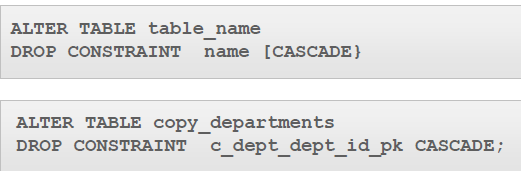 ALTER TABLE table_name
DROP CONSTRAINT  name [CASCADE}
ALTER TABLE copy_departments
DROP CONSTRAINT  c_dept_dept_id_pk CASCADE;